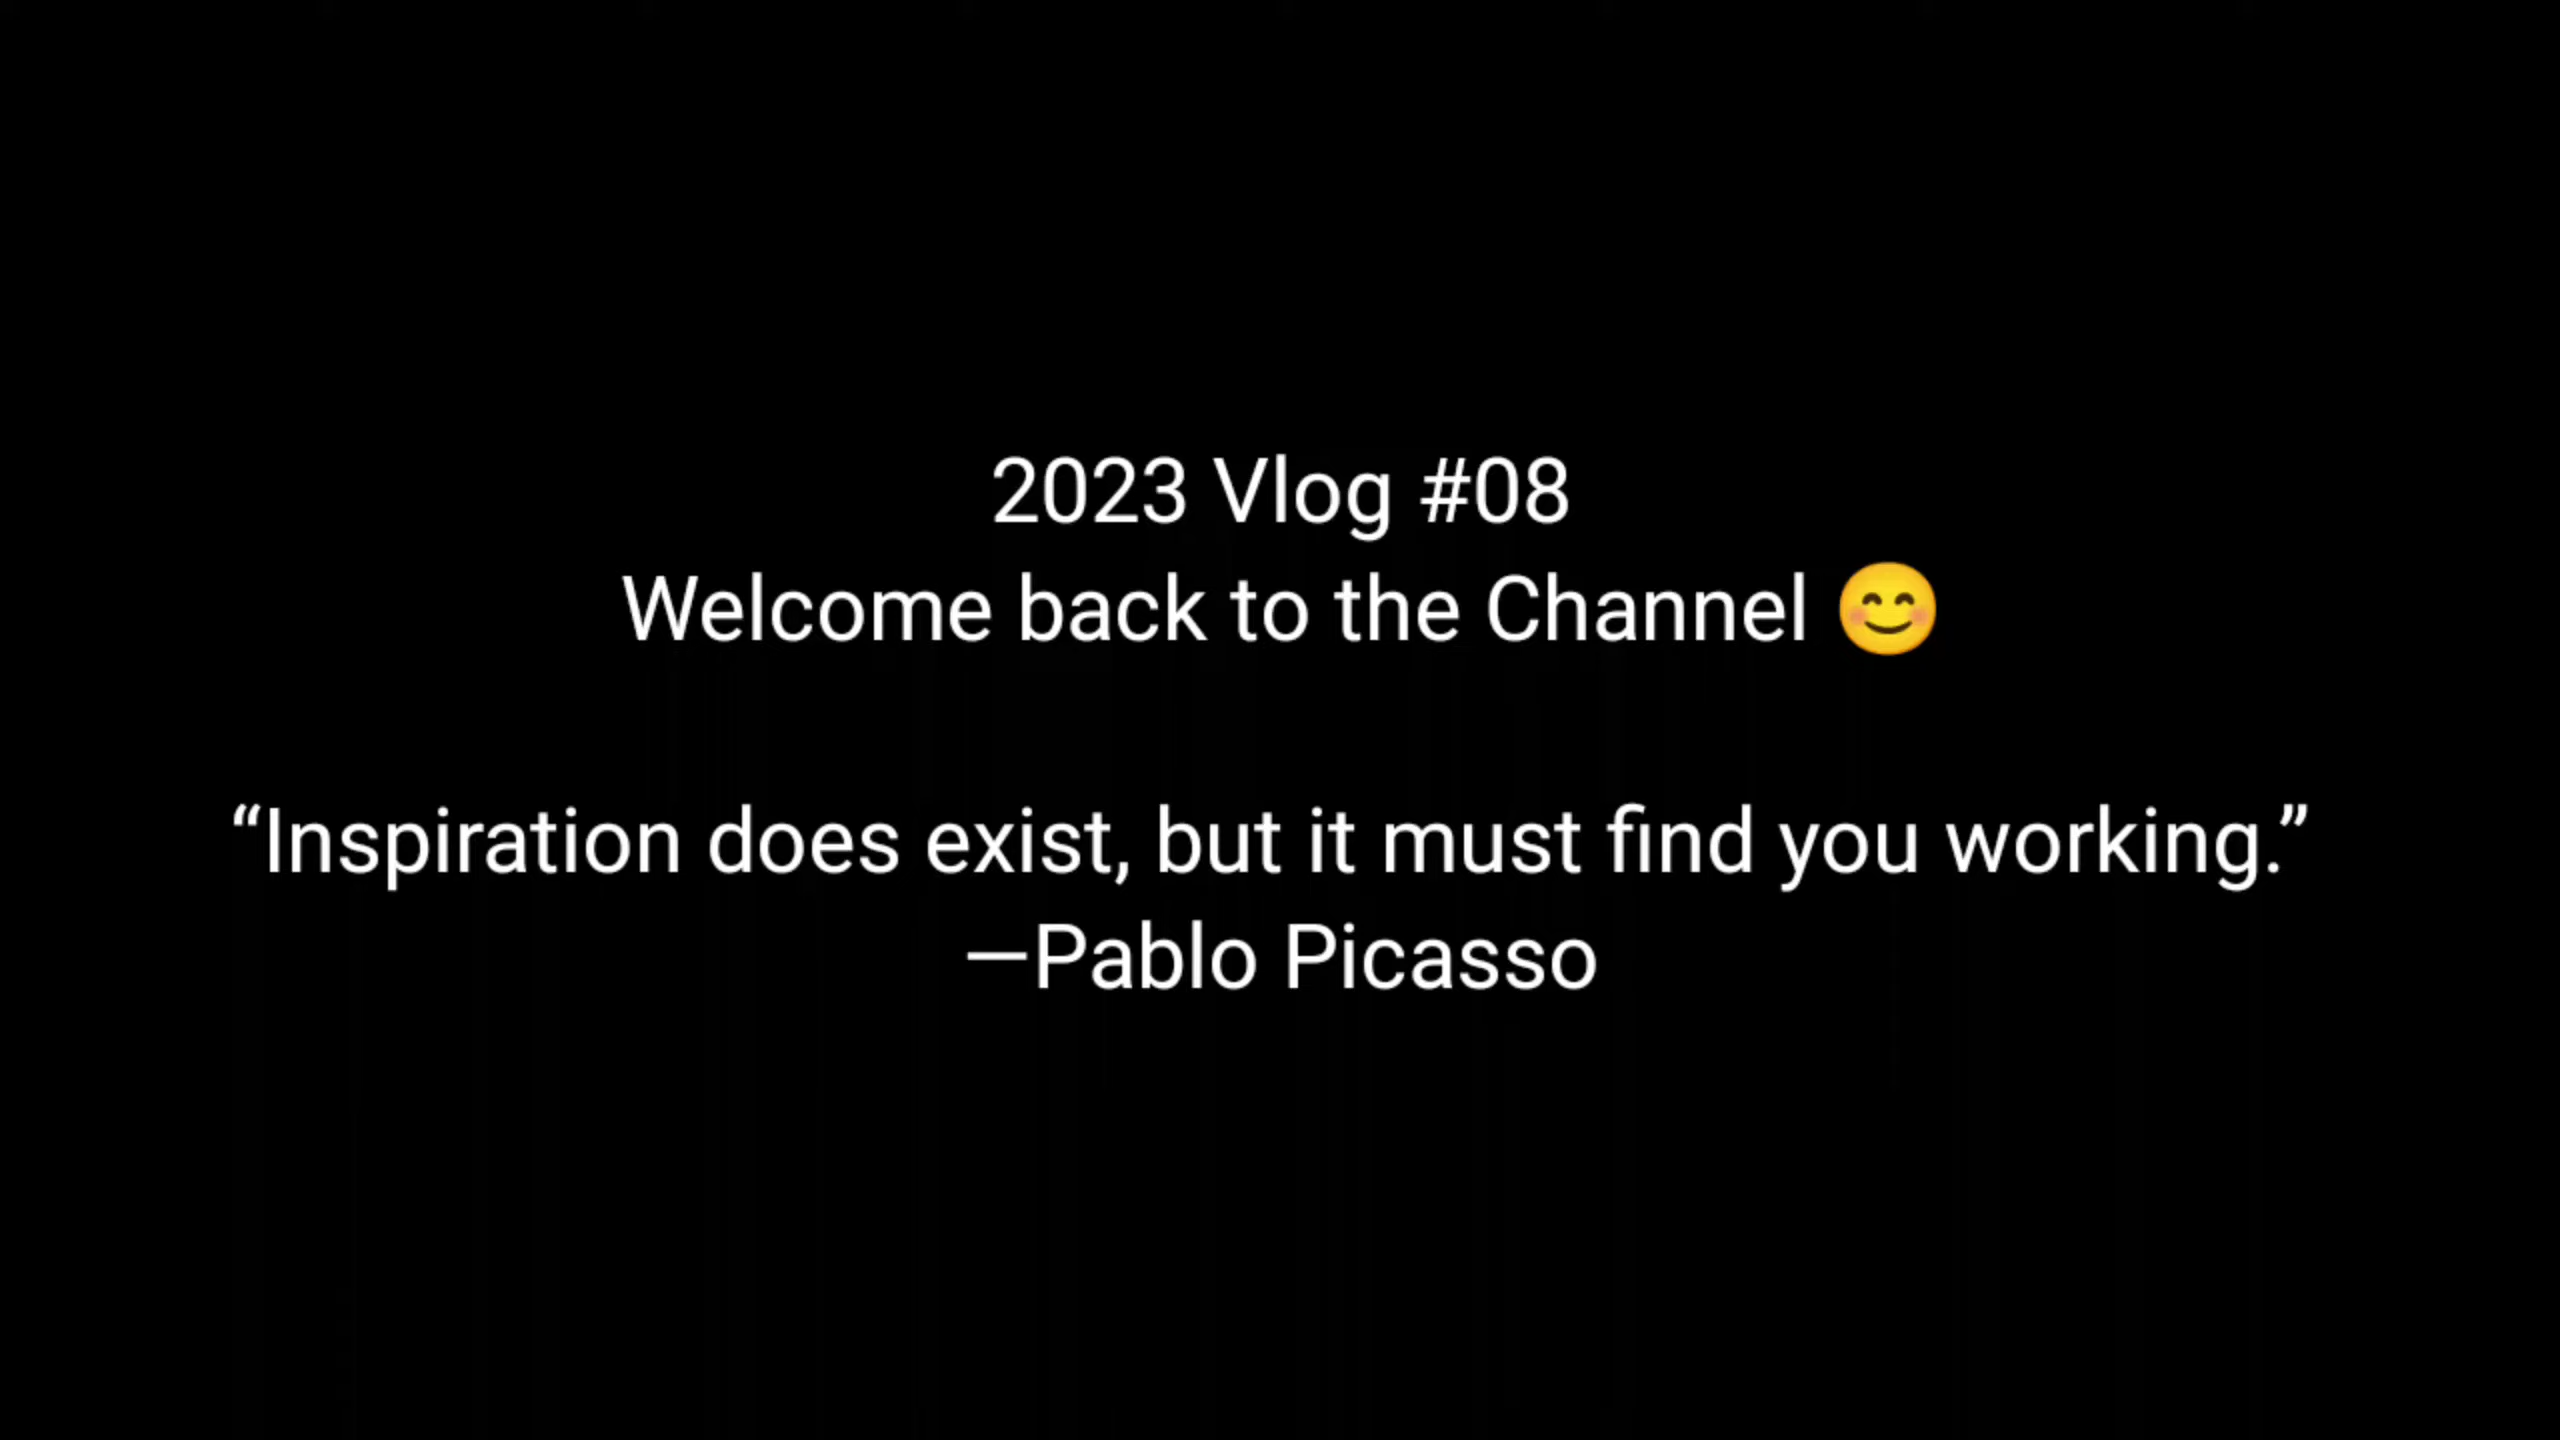 2023 Vlog #08
Welcome back to the Channel 😊
“Inspiration does exist, but it must find you working.”
—Pablo Picasso